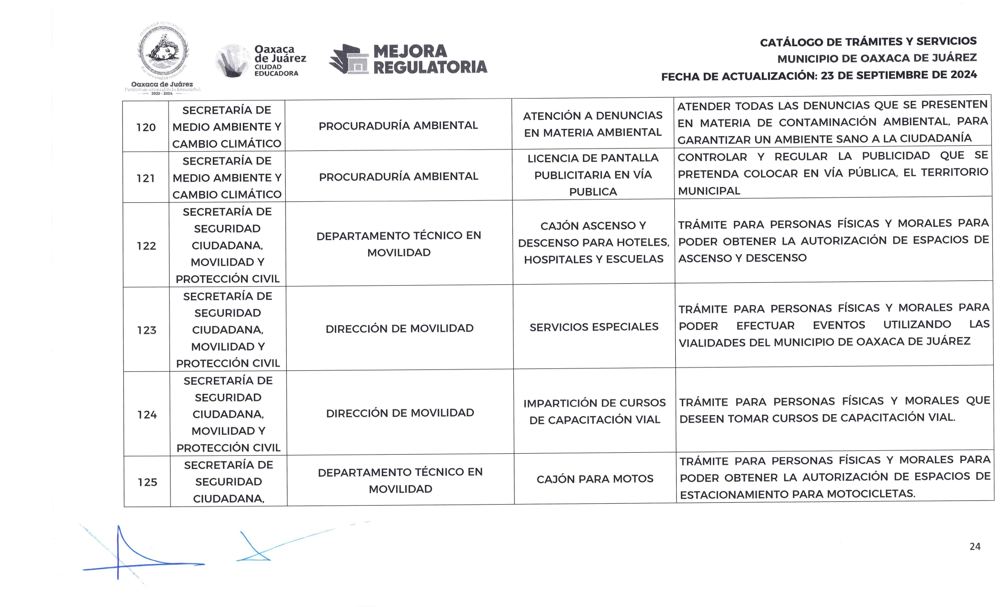 Oaxaca de Juárez
Patrimonio cultural de la humanidad
2022 - 2024
Oaxaca
de Juárez
CIUDAD
EDUCADORA
MEJORA
REGULATORIA
CATÁLOGO DE TRÁMITES Y SERVICIOS
MUNICIPIO DE OAXACA DE JUÁREZ
FECHA DE ACTUALIZACIÓN: 23 DE SEPTIEMBRE DE 2024
120
SECRETARÍA DE
MEDIO AMBIENTE Y
CAMBIO CLIMÁTICO
PROCURADURÍA AMBIENTAL
ATENCIÓN A DENUNCIAS
EN MATERIA AMBIENTAL
ATENDER TODAS LAS DENUNCIAS QUE SE PRESENTEN
EN MATERIA DE CONTAMINACIÓN AMBIENTAL, PARA
GARANTIZAR UN AMBIENTE SANO A LA CIUDADANÍA
121
SECRETARÍA DE
MEDIO AMBIENTE Y
CAMBIO CLIMÁTICO
PROCURADURÍA AMBIENTAL
LICENCIA DE PANTALLA
PUBLICITARIA EN VÍA
PUBLICA
CONTROLAR Y REGULAR LA PUBLICIDAD QUE SE
PRETENDA COLOCAR EN VÍA PÚBLICA, EL TERRITORIO
MUNICIPAL
122
SECRETARÍA DE
SEGURIDAD
CIUDADANA,
MOVILIDAD Y
PROTECCIÓN CIVIL
DEPARTAMENTO TÉCNICO EN
MOVILIDAD
CAJÓN ASCENSO Y
DESCENSO PARA HOTELES,
HOSPITALES Y ESCUELAS
TRÁMITE PARA PERSONAS FÍSICAS Y MORALES PARA
PODER OBTENER LA AUTORIZACIÓN DE ESPACIOS DE
ASCENSO Y DESCENSO
123
SECRETARÍA DE
SEGURIDAD
CIUDADANA,
MOVILIDAD Y
PROTECCIÓN CIVIL
DIRECCIÓN DE MOVILIDAD
SERVICIOS ESPECIALES
TRÁMITE PARA PERSONAS FÍSICAS Y MORALES PARA
PODER EFECTUAR EVENTOS UTILIZANDO LAS
VIALIDADES DEL MUNICIPIO DE OAXACA DE JUÁREZ
124
SECRETARÍA DE
SEGURIDAD
CIUDADANA,
MOVILIDAD Y
PROTECCIÓN CIVIL
DIRECCIÓN DE MOVILIDAD
IMPARTICIÓN DE CURSOS
DE CAPACITACIÓN VIAL
TRÁMITE PARA PERSONAS FÍSICAS Y MORALES QUE
DESEEN TOMAR CURSOS DE CAPACITACIÓN VIAL.
125
SECRETARÍA DE
SEGURIDAD
CIUDADANA,
DEPARTAMENTO TÉCNICO EN
MOVILIDAD
CAJÓN PARA MOTOS
TRÁMITE PARA PERSONAS FÍSICAS Y MORALES PARA
PODER OBTENER LA AUTORIZACIÓN DE ESPACIOS DE
ESTACIONAMIENTO PARA MOTOCICLETAS.
24